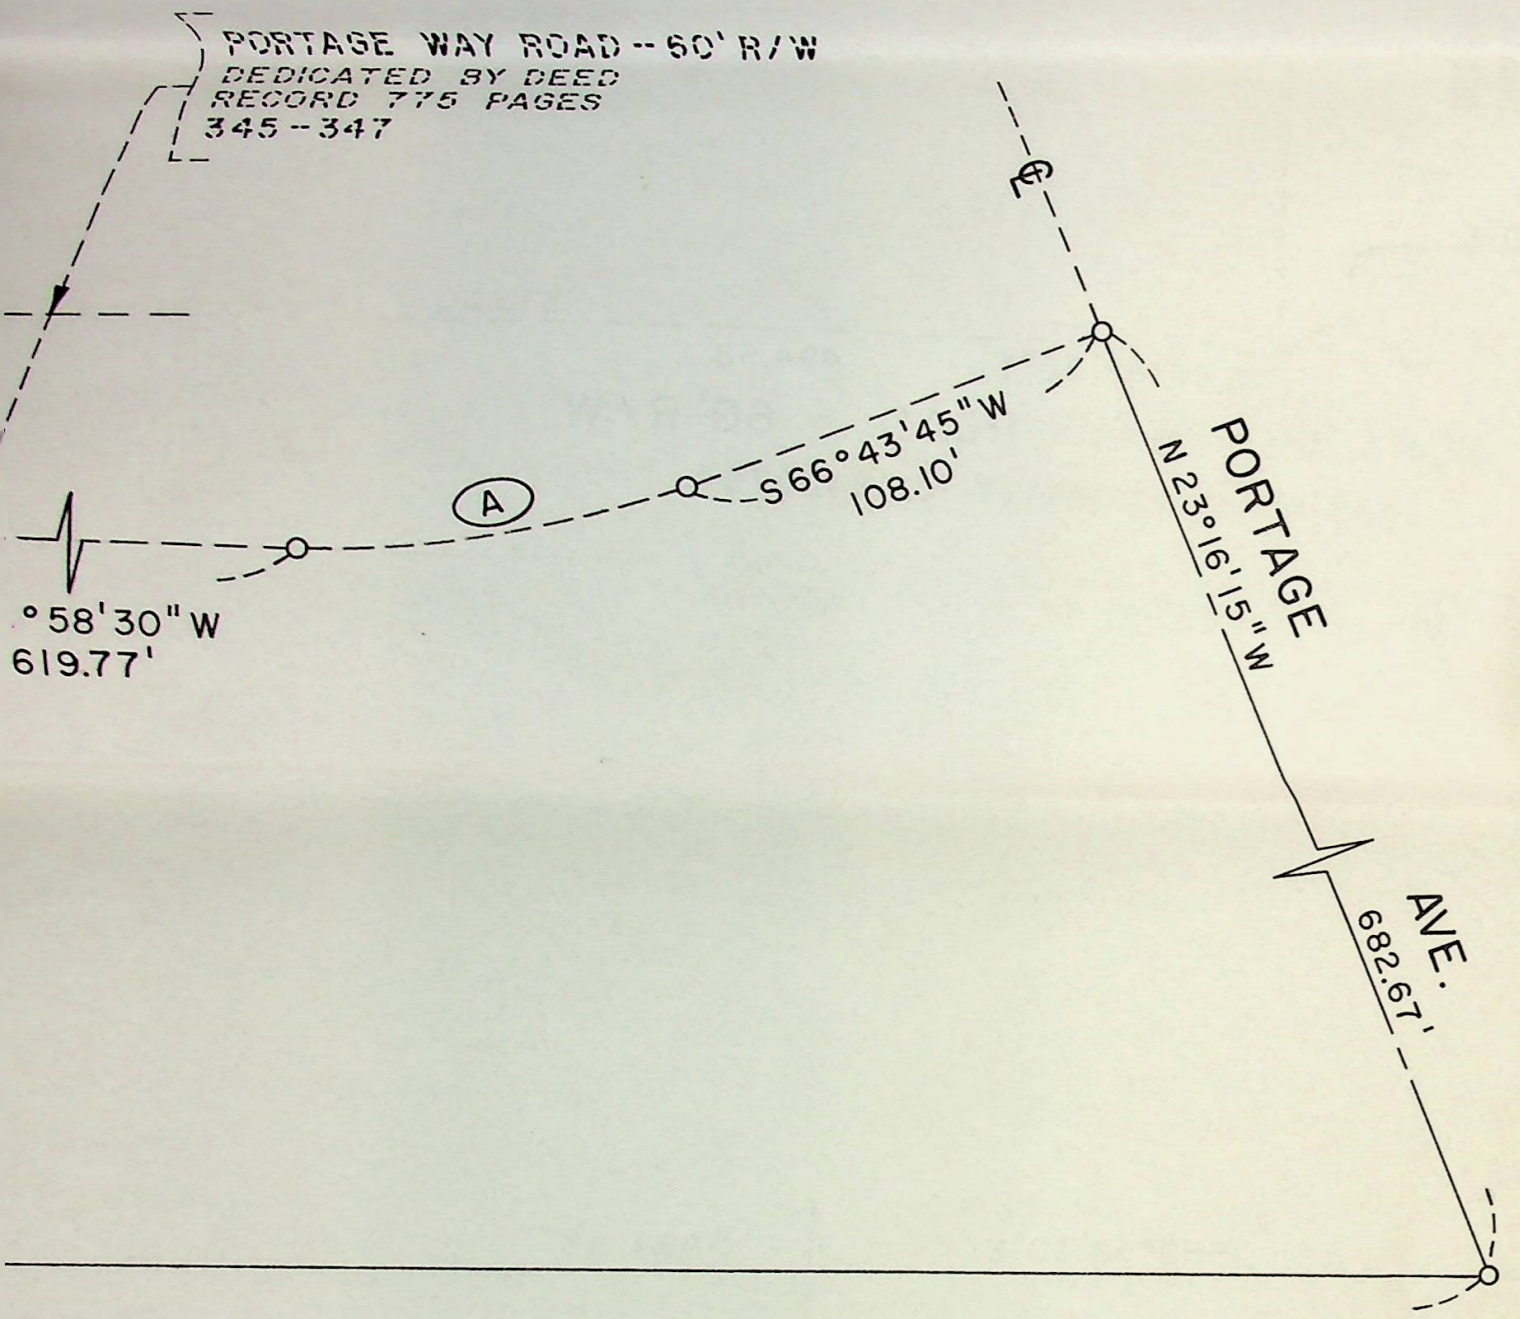 PORTAGE WAY ROAD -- 60' R/W
DEDICATED BY DEED
RECORD 775 PAGES
345 -- 347
℄
S 66° 43' 45" W
108.10'
A
PORTAGE
N 23° 16' 15" W
°58'30" W
619.77'
AVE.
682.67'